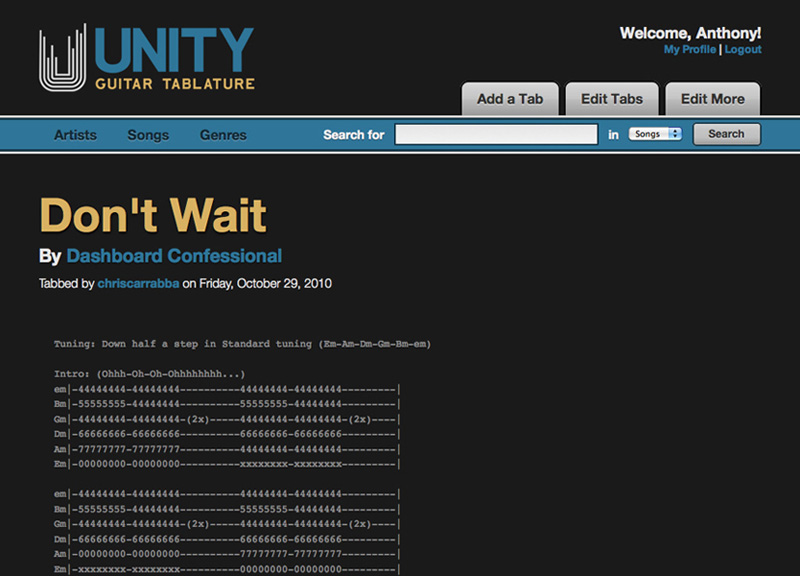 UNITY
GUITAR TABLATURE
Welcome, Anthony!
My Profile | Logout
Add a Tab
Edit Tabs
Edit More
Artists
Songs
Genres
Search for
in
Songs
Search
Don't Wait
By Dashboard Confessional
Tabbed by chriscarrabba on Friday, October 29, 2010
Tuning: Down half a step in Standard tuning (Em-Am-Dm-Gm-Bm-em)
Intro: (Ohhh-Oh-Oh-Ohhhhhhhh...)
em|-44444444-44444444----------44444444-44444444---------|
Bm|-55555555-44444444----------55555555-44444444---------|
Gm|-44444444-44444444-(2x)-----44444444-44444444-(2x)----|
Dm|-66666666-66666666----------66666666-66666666---------|
Am|-77777777-77777777----------44444444-44444444---------|
Em|-00000000-00000000----------xxxxxxxx-xxxxxxxx---------|
em|-44444444-44444444----------44444444-44444444---------|
Bm|-55555555-44444444----------55555555-44444444---------|
Gm|-44444444-44444444-(2x)-----44444444-44444444-(2x)----|
Dm|-66666666-66666666----------66666666-66666666---------|
Am|-00000000-00000000----------77777777-77777777---------|
Em|-xxxxxxxx-xxxxxxxx----------00000000-00000000---------|